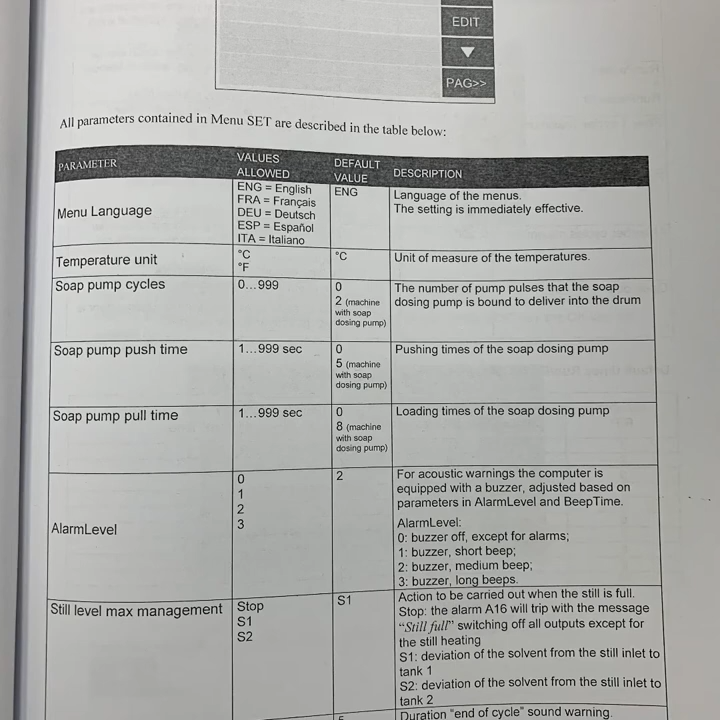 EDIT
▼
PAG>>
All parameters contained in Menu SET are described in the table below:
PARAMETER
VALUES
ALLOWED
DEFAULT
VALUE
DESCRIPTION
Menu Language
ENG = English
FRA = Français
DEU = Deutsch
ESP = Español
ITA = Italiano
ENG
Language of the menus.
The setting is immediately effective.
Temperature unit
°C
°F
°C
Unit of measure of the temperatures.
Soap pump cycles
0...999
0
2 (machine
with soap
dosing pump)
The number of pump pulses that the soap
dosing pump is bound to deliver into the drum
Soap pump push time
1...999 sec
0
5 (machine
with soap
dosing pump)
Pushing times of the soap dosing pump
Soap pump pull time
1...999 sec
0
8 (machine
with soap
dosing pump)
Loading times of the soap dosing pump
AlarmLevel
0
1
2
3
2
For acoustic warnings the computer is
equipped with a buzzer, adjusted based on
parameters in AlarmLevel and BeepTime.
AlarmLevel:
0: buzzer off, except for alarms;
1: buzzer, short beep;
2: buzzer, medium beep;
3: buzzer, long beeps.
Still level max management
Stop
S1
S2
S1
Action to be carried out when the still is full.
Stop: the alarm A16 will trip with the message
“Still full” switching off all outputs except for
the still heating
S1: deviation of the solvent from the still inlet to
tank 1
S2: deviation of the solvent from the still inlet to
tank 2
Duration “end of cycle” sound warning.